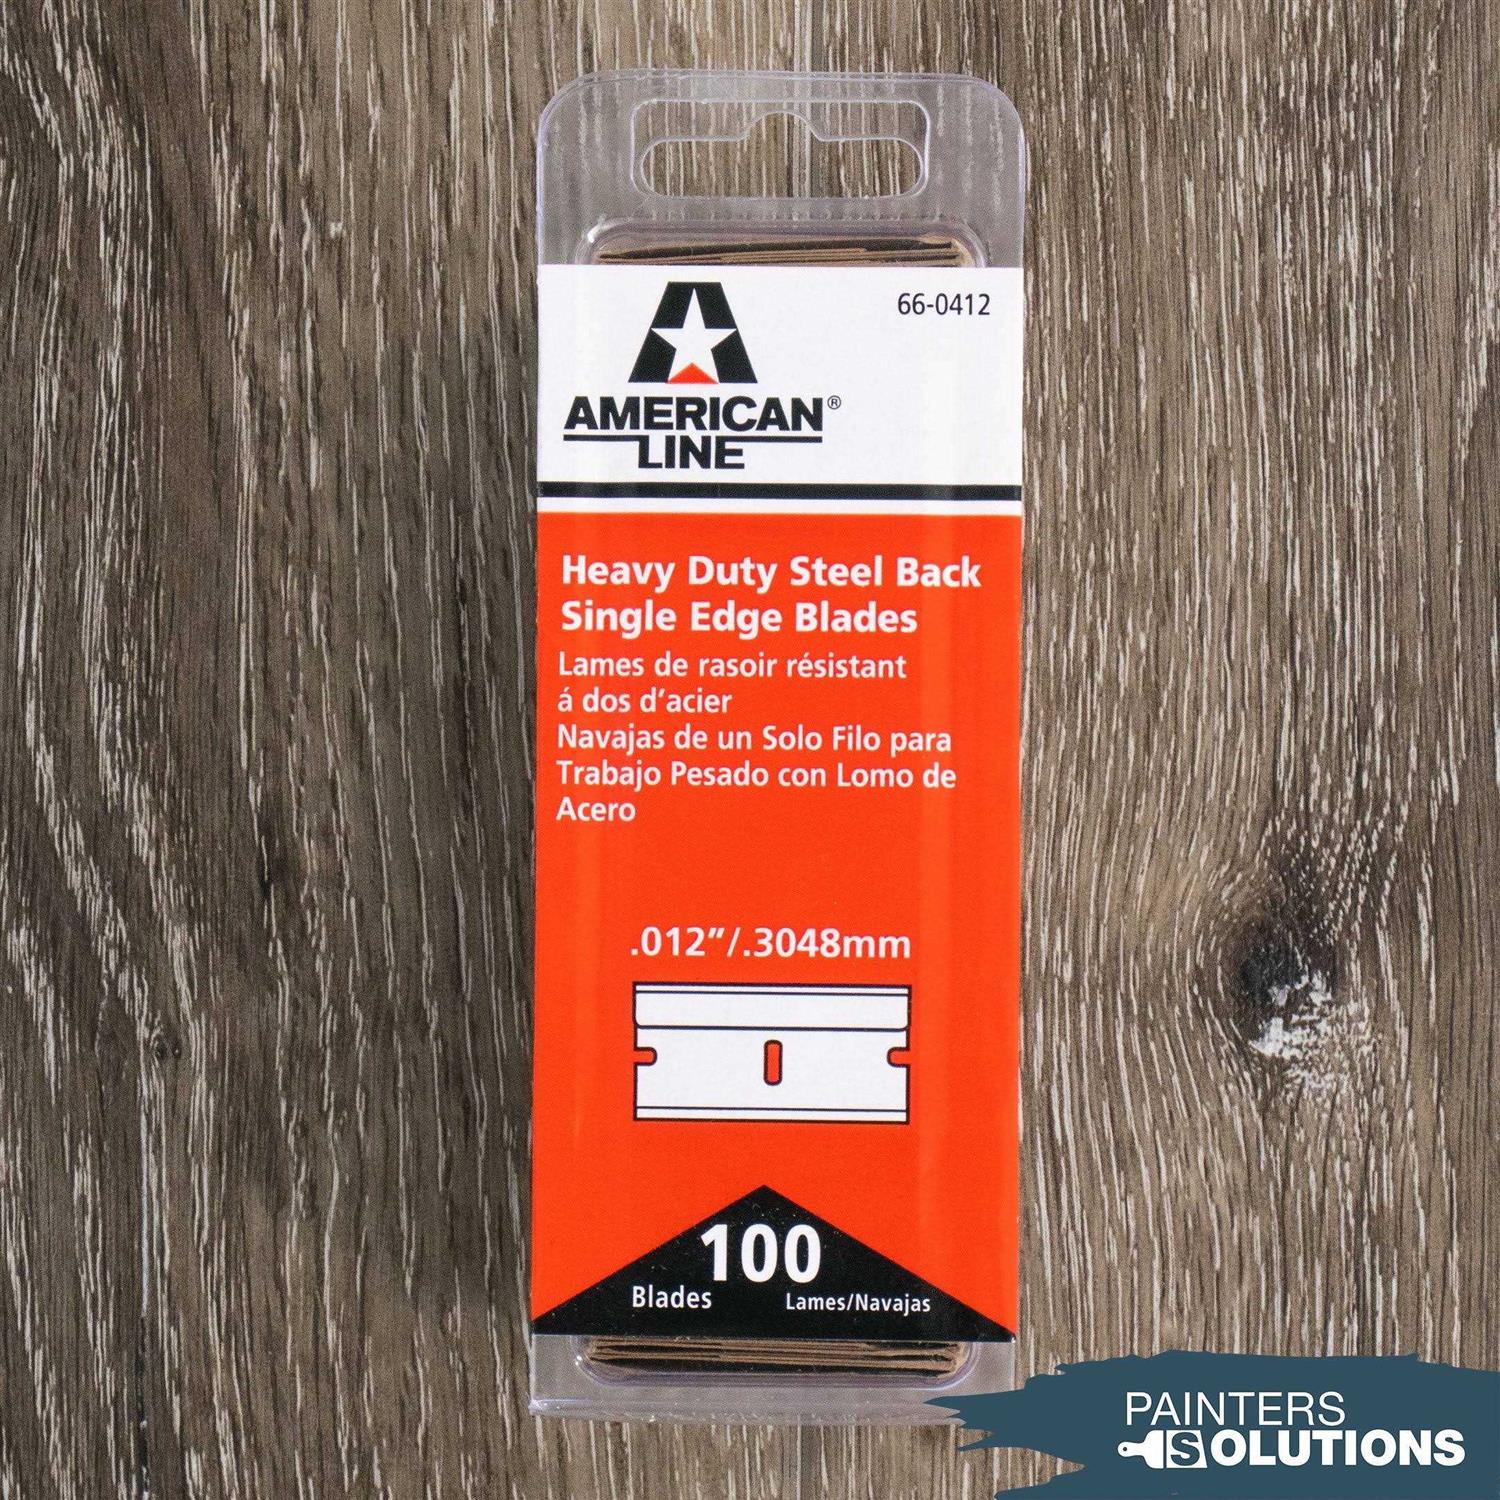 66-0412
AMERICAN®
LINE
Heavy Duty Steel Back
Single Edge Blades
Lames de rasoir résistant
á dos d’acier
Navajas de un Solo Filo para
Trabajo Pesado con Lomo de
Acero
.012”/.3048mm
100
Blades Lames/Navajas
PAINTERS
SOLUTIONS